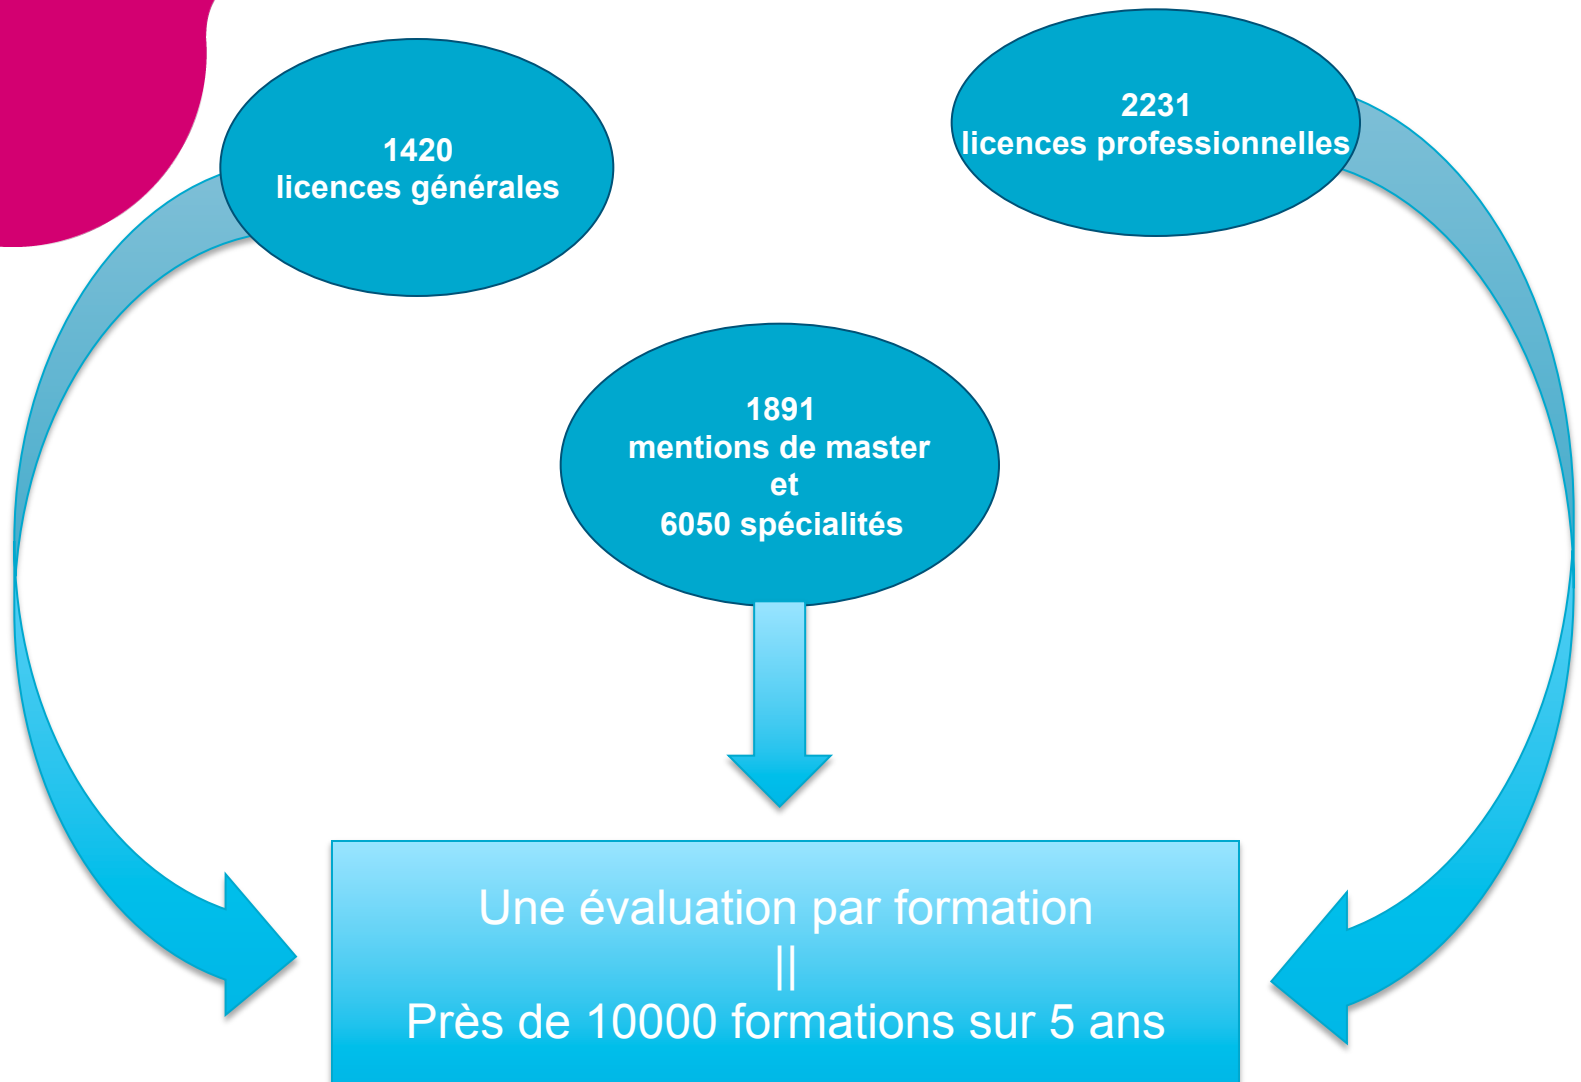 1420
licences générales
2231
licences professionnelles
1891
mentions de master
et
6050 spécialités
Une évaluation par formation
||
Près de 10000 formations sur 5 ans